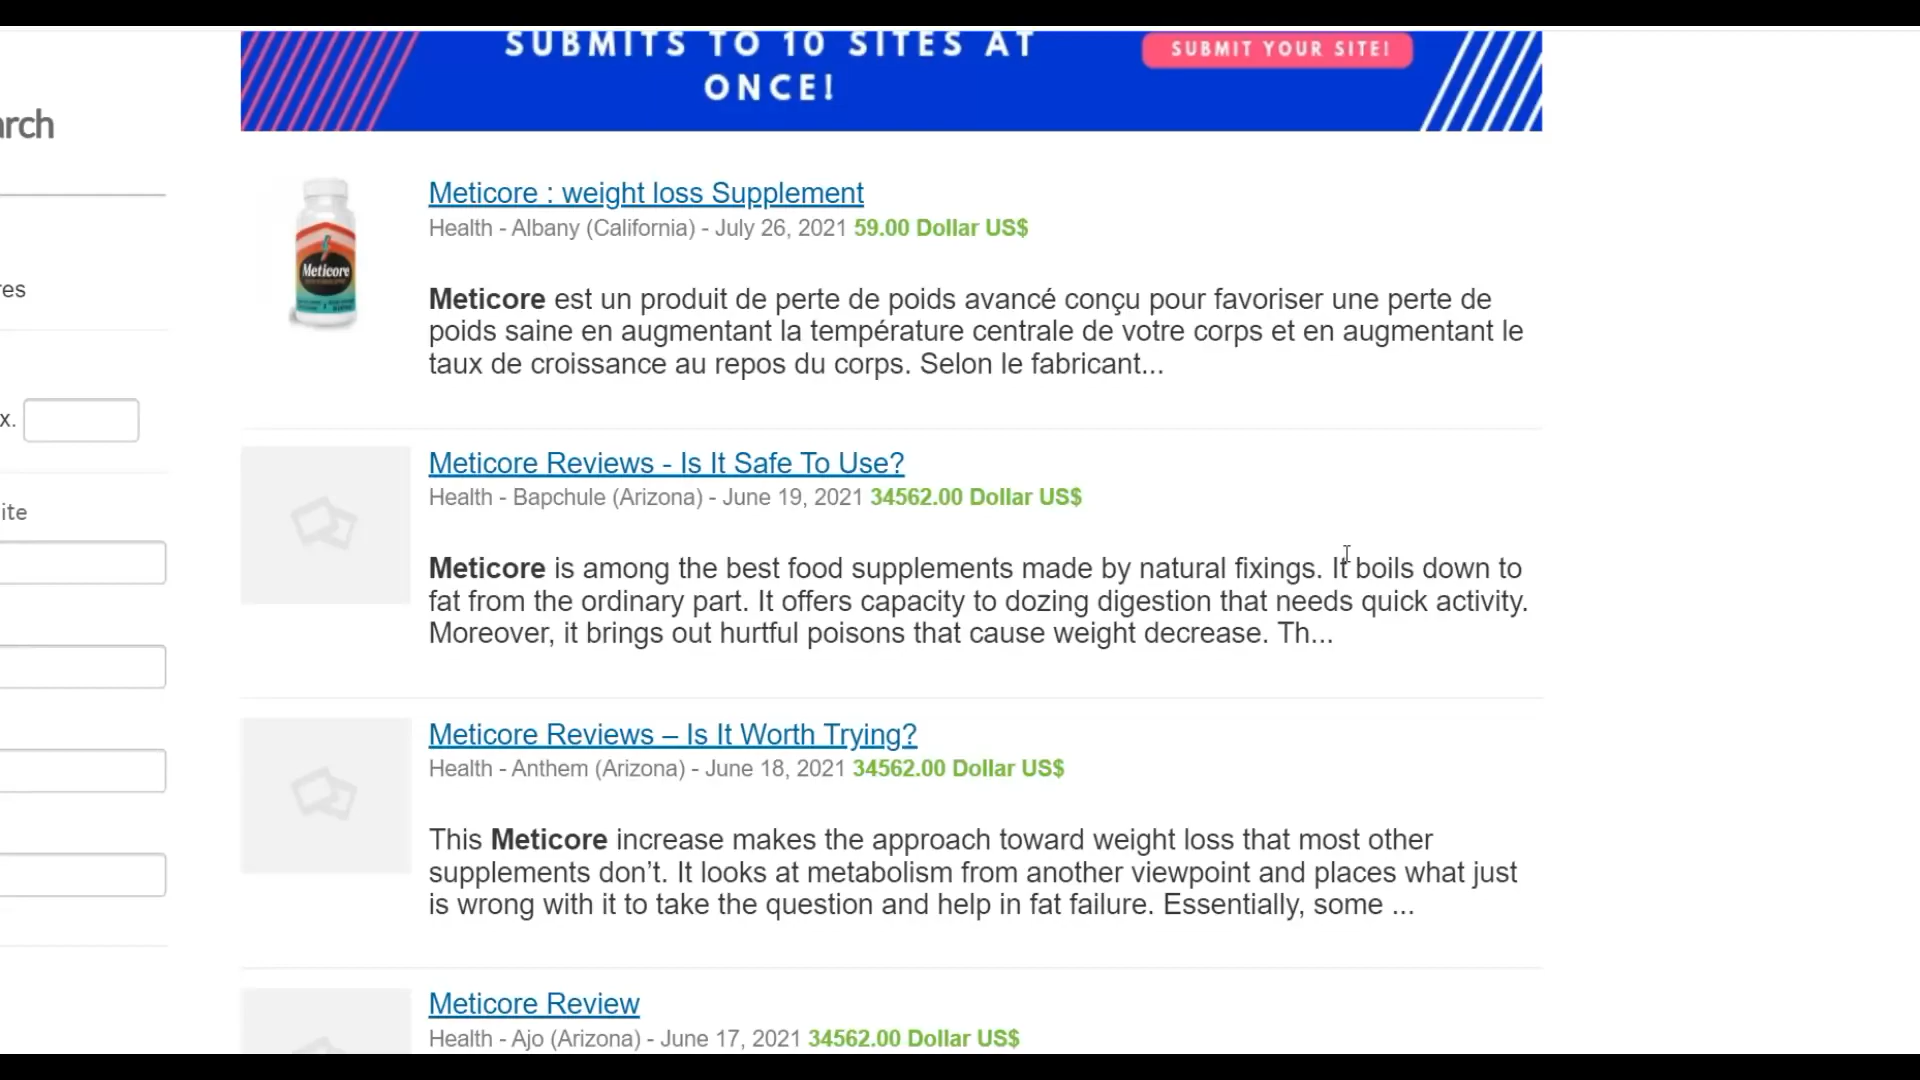 SUBMITS TO 10 SITES AT
ONCE!
SUBMIT YOUR SITE!
arch
res
x.
ite
Meticore : weight loss Supplement
Health - Albany (California) - July 26, 2021 59.00 Dollar US$
Meticore
Meticore est un produit de perte de poids avancé conçu pour favoriser une perte de
poids saine en augmentant la température centrale de votre corps et en augmentant le
taux de croissance au repos du corps. Selon le fabricant...
Meticore Reviews - Is It Safe To Use?
Health - Bapchule (Arizona) - June 19, 2021 34562.00 Dollar US$
Meticore is among the best food supplements made by natural fixings. It boils down to
fat from the ordinary part. It offers capacity to dozing digestion that needs quick activity.
Moreover, it brings out hurtful poisons that cause weight decrease. Th...
Meticore Reviews – Is It Worth Trying?
Health - Anthem (Arizona) - June 18, 2021 34562.00 Dollar US$
This Meticore increase makes the approach toward weight loss that most other
supplements don’t. It looks at metabolism from another viewpoint and places what just
is wrong with it to take the question and help in fat failure. Essentially, some ...
Meticore Review
Health - Ajo (Arizona) - June 17, 2021 34562.00 Dollar US$